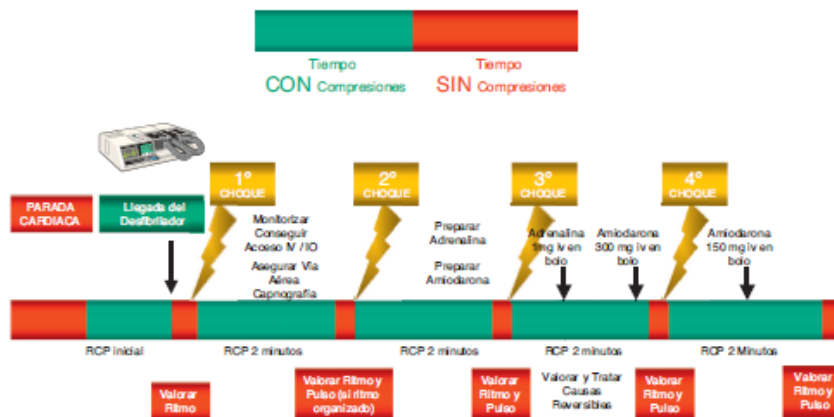 Tiempo
CON Compresiones
Tiempo
SIN Compresiones
PARADA
CARDIACA
Llegada del
Desfibrilador
1º
CHOQUE
2º
CHOQUE
3º
CHOQUE
4º
CHOQUE
Monitorizar
Conseguir
Acceso IV / IO
Asegurar Vía
Aérea
Capnografía
Preparar
Adrenalina
Preparar
Amiodarona
Adrenalina
1mg iv en
bolo
Amiodarona
300 mg iv en
bolo
Amiodarona
150 mg iv en
bolo
RCP inicial
RCP 2 minutos
RCP 2 minutos
RCP 2 minutos
RCP 2 Minutos
Valorar
Ritmo
Valorar Ritmo y
Pulso (si ritmo
organizado)
Valorar
Ritmo y
Pulso
Valorar y Tratar
Causas
Reversibles
Valorar
Ritmo y
Pulso
Valorar
Ritmo y
Pulso